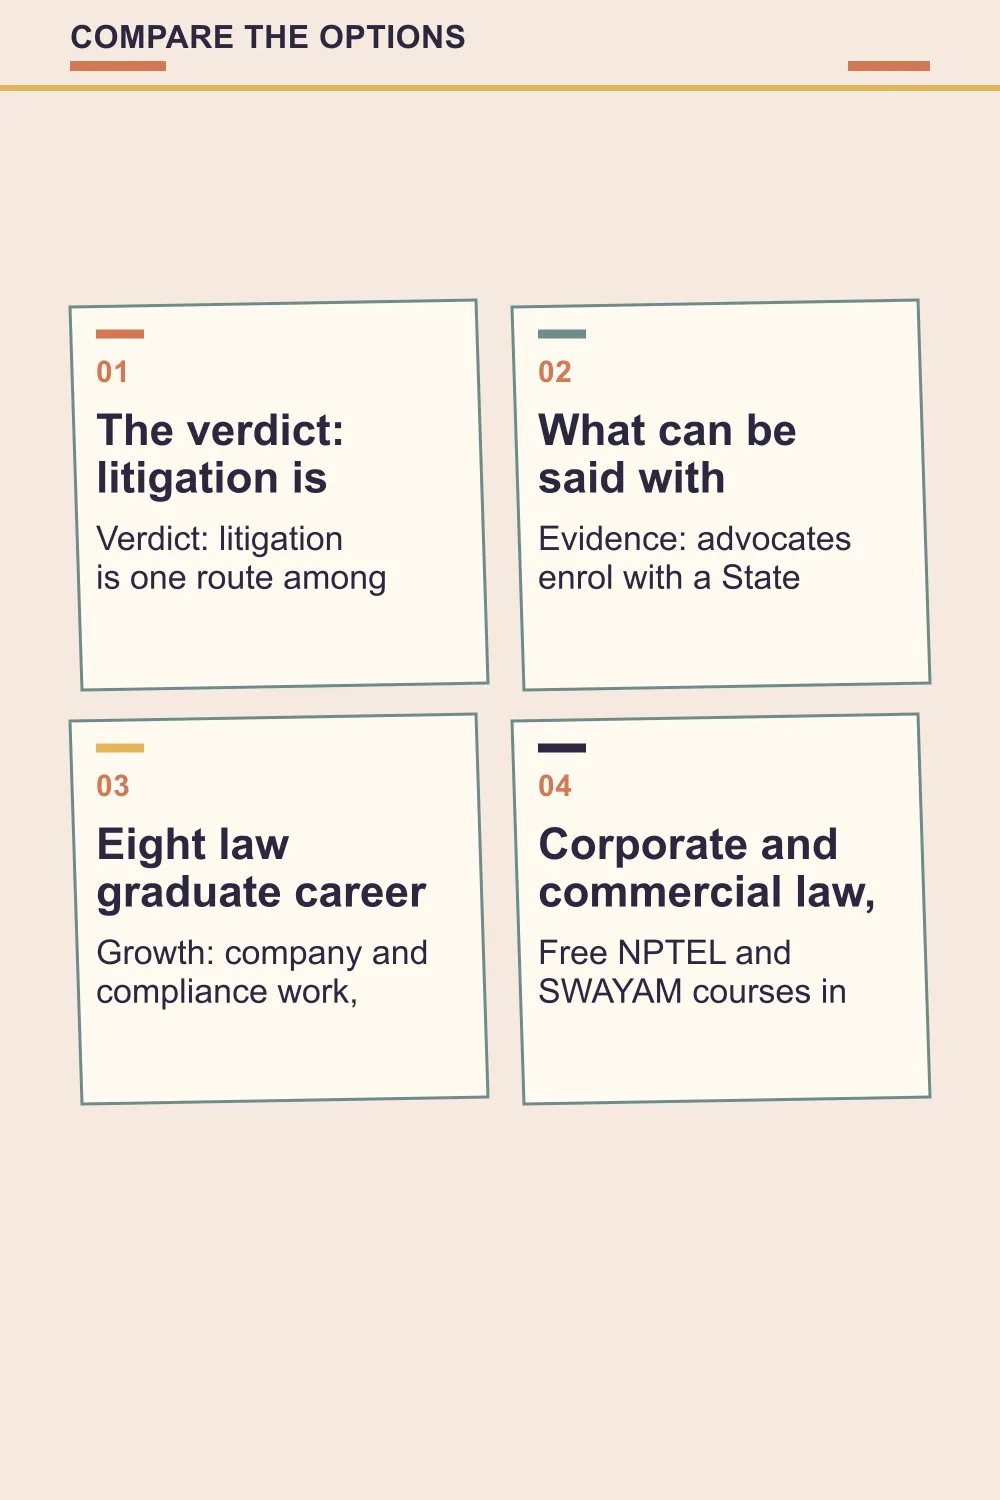 COMPARE THE OPTIONS
01
The verdict:
litigation is
Verdict: litigation
is one route among
02
What can be
said with
Evidence: advocates
enrol with a State
03
Eight law
graduate career
Growth: company and
compliance work,
04
Corporate and
commercial law,
Free NPTEL and
SWAYAM courses in